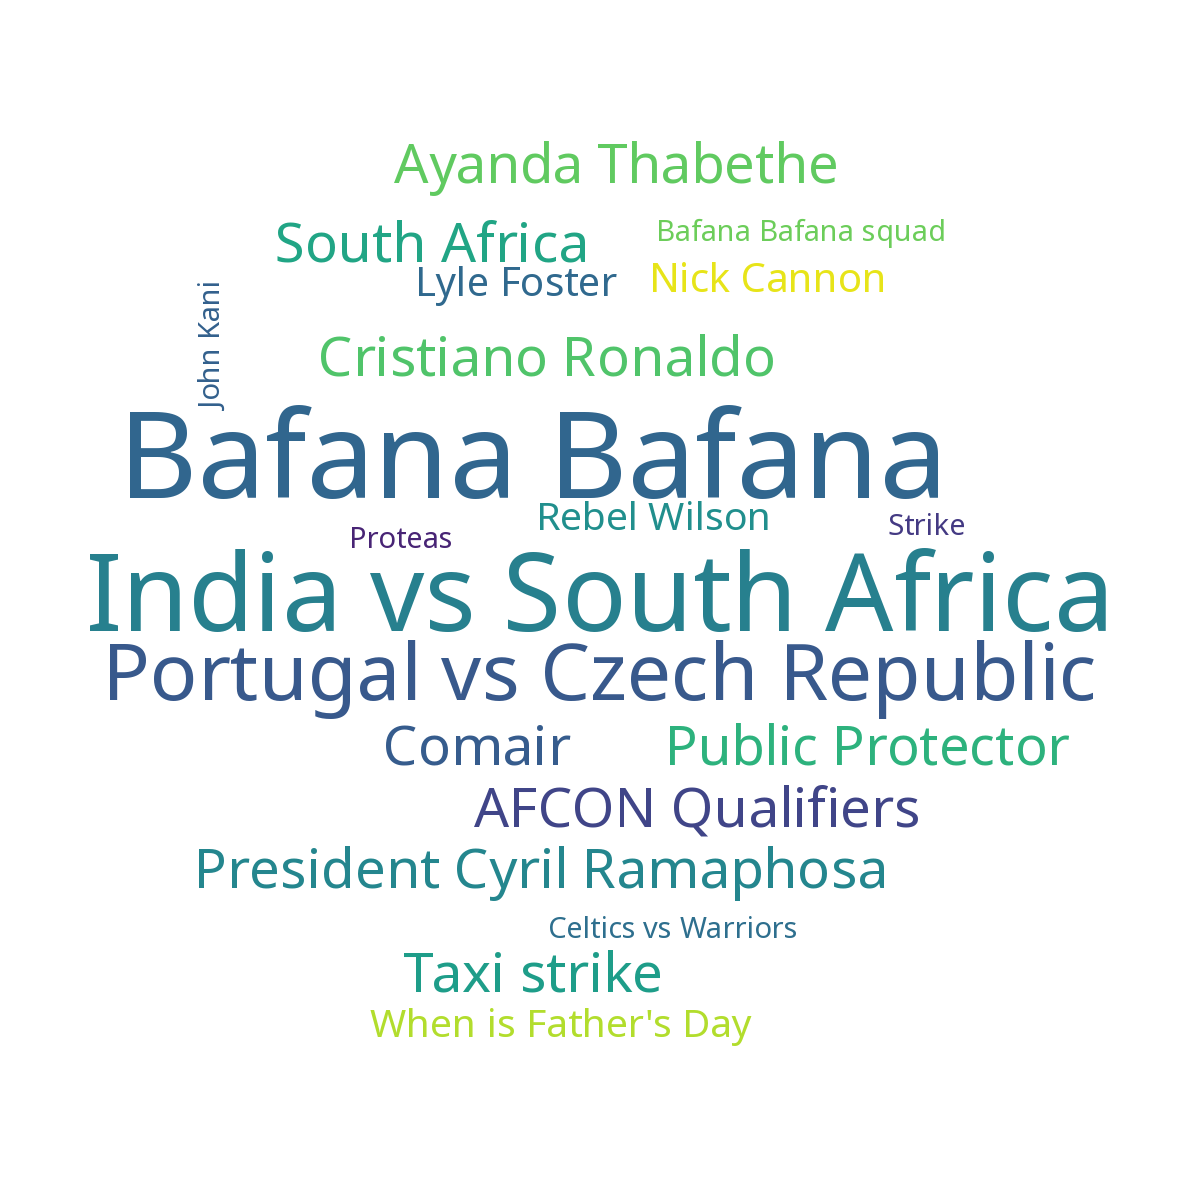 Ayanda Thabethe
South Africa
Bafana Bafana squad
Lyle Foster
Nick Cannon
John Kani
Cristiano Ronaldo
Bafana Bafana
Rebel Wilson
Strike
Proteas
India vs South Africa
Portugal vs Czech Republic
Comair
Public Protector
AFCON Qualifiers
President Cyril Ramaphosa
Celtics vs Warriors
Taxi strike
When is Father's Day